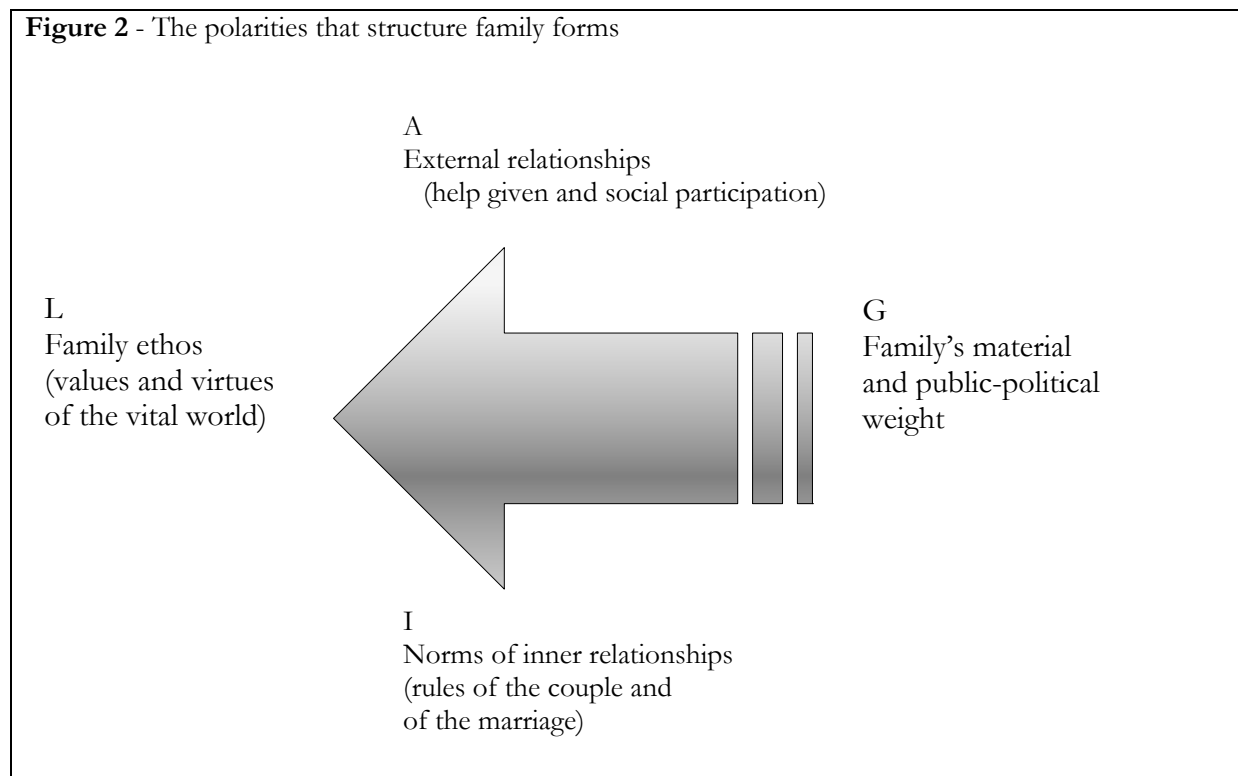 Figure 2 - The polarities that structure family forms
A
External relationships
(help given and social participation)
L
Family ethos
(values and virtues
of the vital world)
G
Family’s material
and public-political
weight
I
Norms of inner relationships
(rules of the couple and
of the marriage)